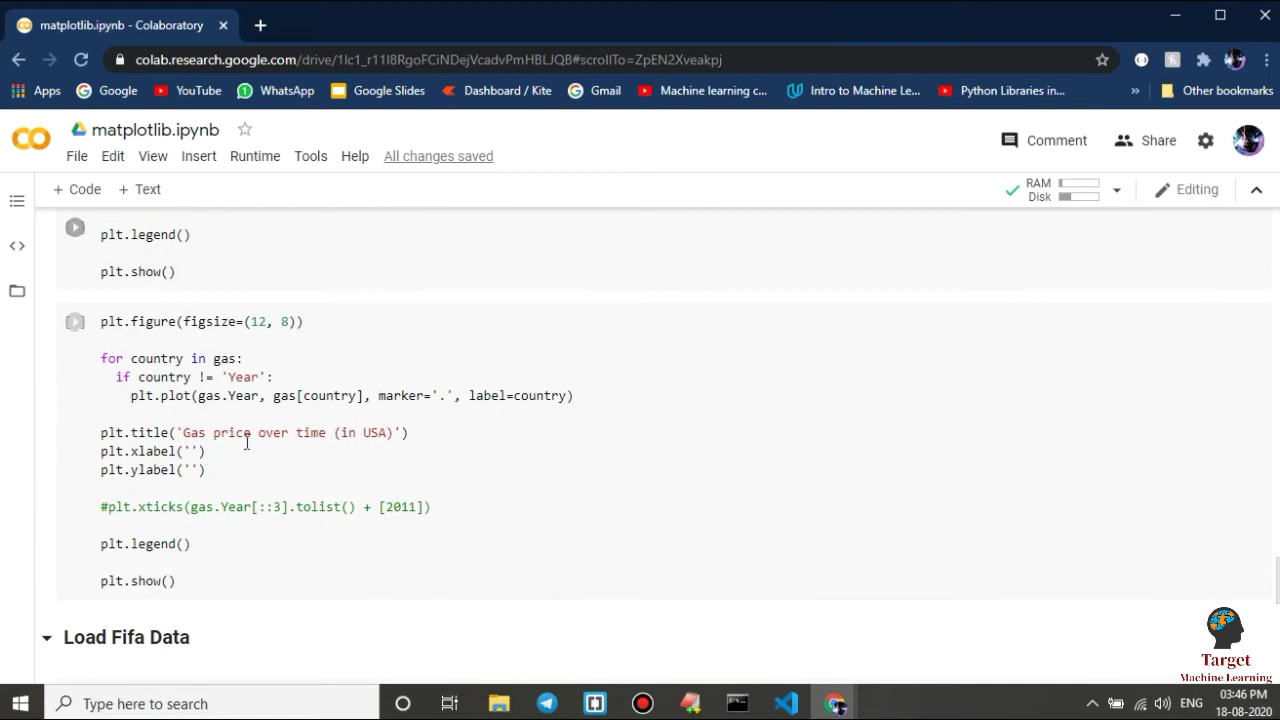 matplotlib.ipynb - Colaboratory
colab.research.google.com/drive/1lc1_r11I8RgoFCiNDejVcadvPmHBLJQB#scrollTo=ZpEN2Xveakpj
Apps Google YouTube WhatsApp Google Slides Dashboard / Kite Gmail Machine learning c... Intro to Machine Le... Python Libraries in... » Other bookmarks
matplotlib.ipynb
Comment Share
File Edit View Insert Runtime Tools Help All changes saved
+ Code + Text
RAM
Disk
Editing
plt.legend()
plt.show()
plt.figure(figsize=(12, 8))
for country in gas:
if country != 'Year':
plt.plot(gas.Year, gas[country], marker='.', label=country)
plt.title('Gas price over time (in USA)')
plt.xlabel('')
plt.ylabel('')
#plt.xticks(gas.Year[::3].tolist() + [2011])
plt.legend()
plt.show()
Load Fifa Data
Target
Machine Learning
Type here to search
ENG
03:46 PM
18-08-2020